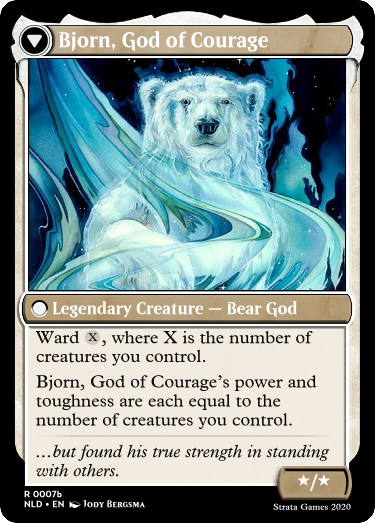 Bjorn, God of Courage
Legendary Creature — Bear God
Ward X, where X is the number of
creatures you control.
Bjorn, God of Courage's power and
toughness are each equal to the
number of creatures you control.
…but found his true strength in standing
with others.
★/★
R 0007b
NLD • EN Jody Bergsma
Strata Games 2020